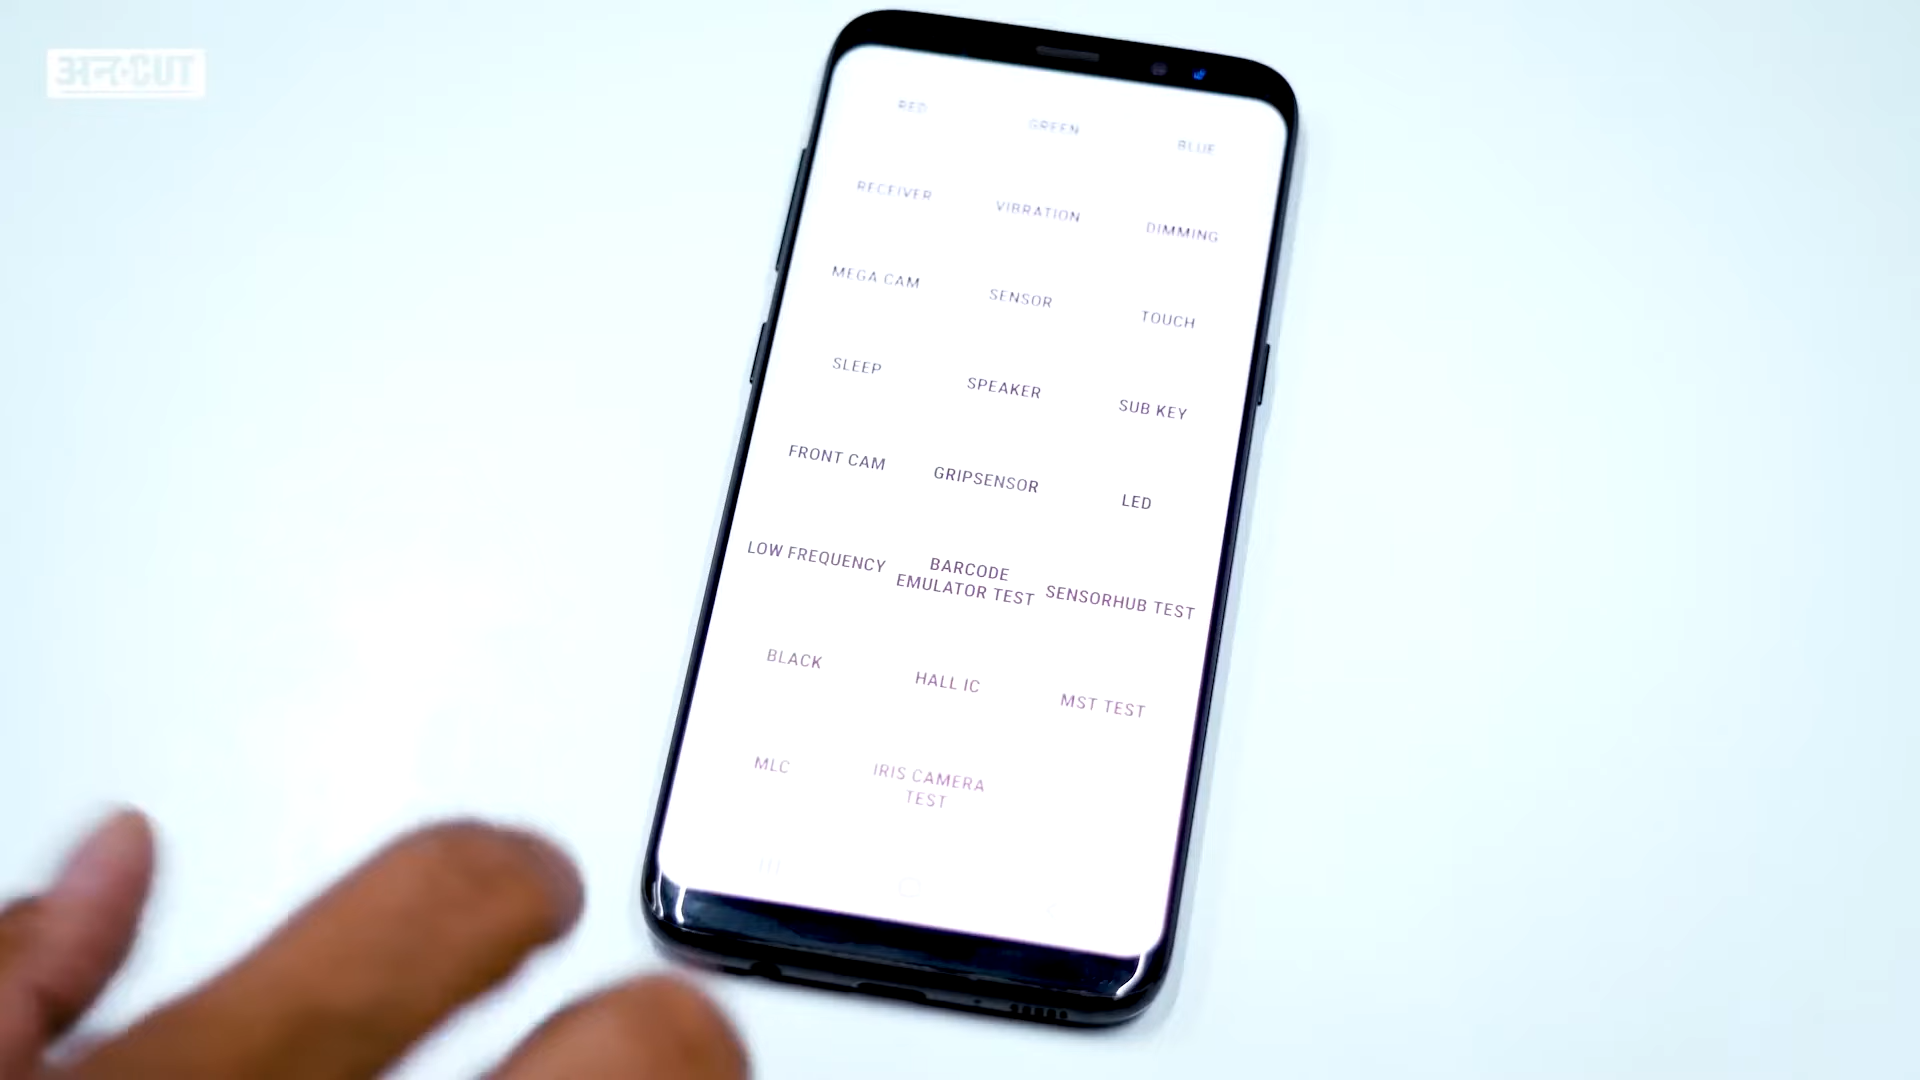 अनCUT
RED GREEN BLUE
RECEIVER VIBRATION DIMMING
MEGA CAM SENSOR TOUCH
SLEEP SPEAKER SUB KEY
FRONT CAM GRIPSENSOR LED
LOW FREQUENCY BARCODE EMULATOR TEST SENSORHUB TEST
BLACK HALL IC MST TEST
MLC IRIS CAMERA TEST